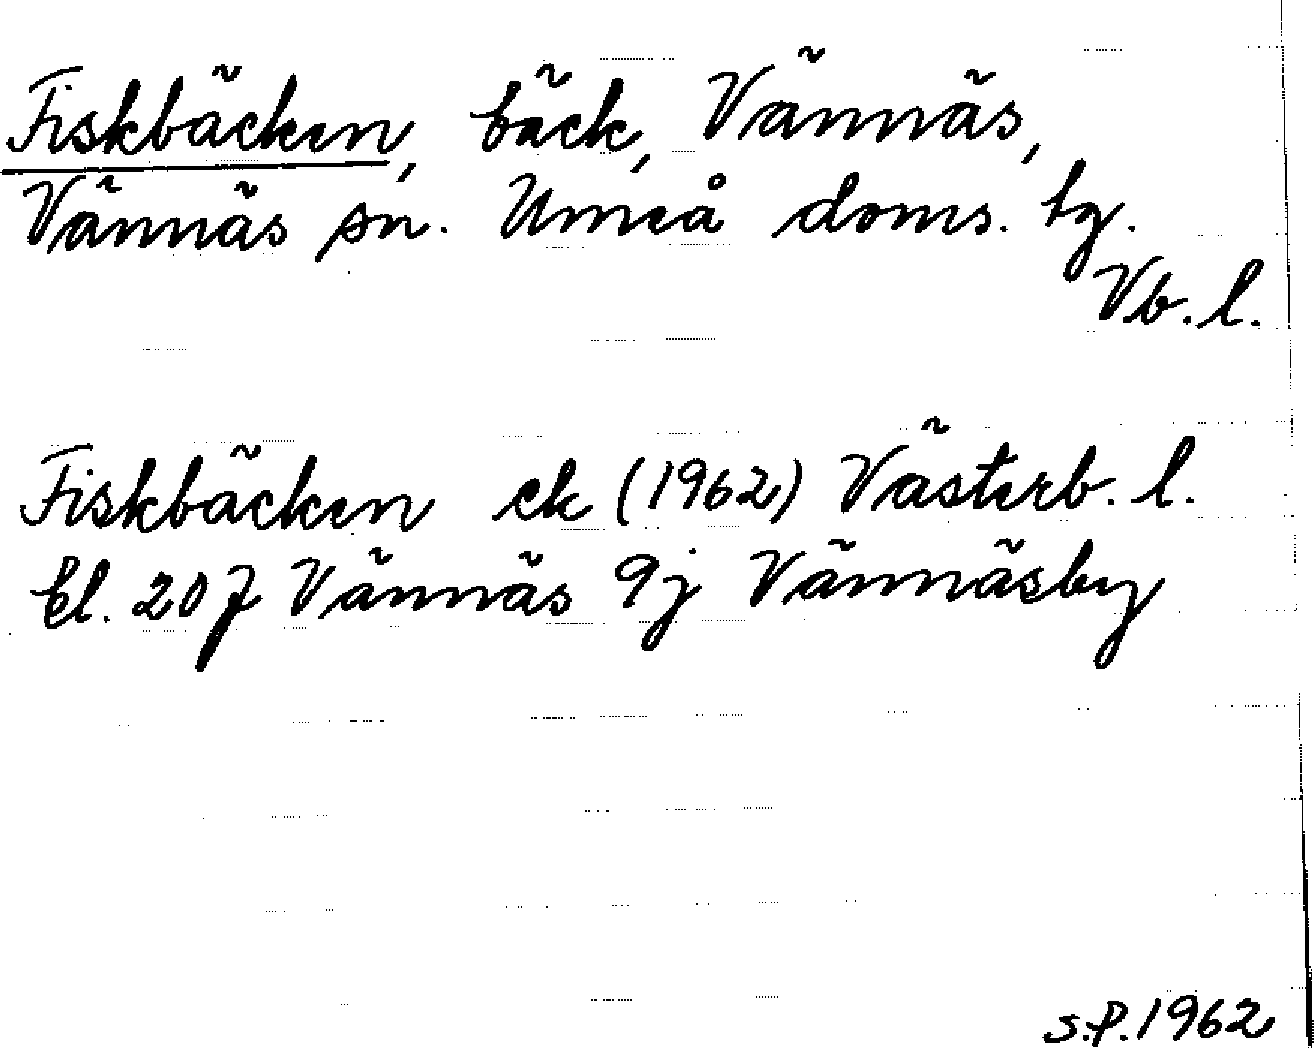 Fiskbäcken, bäck, Vännäs,
Vännäs sn. Umeå doms. tg.
Vb. l.
Fiskbäcken ek (1962) Västerb. l.
bl. 20 J Vännäs 9j Vännäsby
S.P. 1962